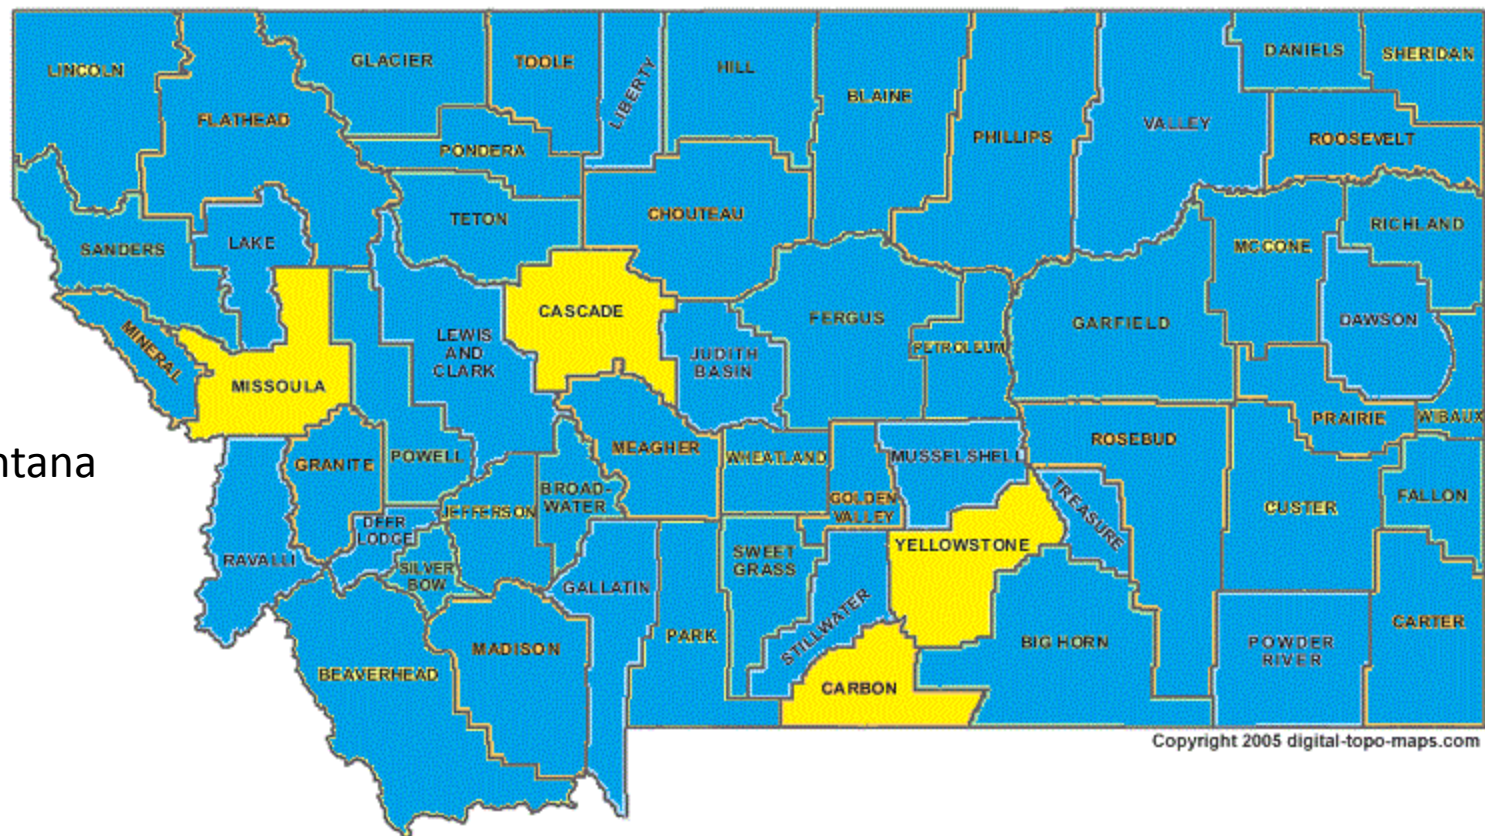 LINCOLN
FLATHEAD
GLACIER
TOOLE
LIBERTY
HILL
BLAINE
PHILLIPS
VALLEY
DANIELS
SHERIDAN
ROOSEVELT
PONDERA
TETON
CHOUTEAU
SANDERS
LAKE
RICHLAND
MCCONE
DAWSON
MINERAL
MISSOULA
LEWIS
AND
CLARK
CASCADE
JUDITH
BASIN
FERGUS
PETROLEUM
GARFIELD
PRAIRIE
WIBAUX
ntana
GRANITE
POWELL
MEAGHER
WHEATLAND
GOLDEN
VALLEY
MUSSELSHELL
ROSEBUD
TREASURE
CUSTER
FALLON
RAVALLI
DEER
LODGE
JEFFERSON
BROAD-
WATER
SILVER
BOW
GALLATIN
SWEET
GRASS
YELLOWSTONE
STILLWATER
BEAVERHEAD
MADISON
PARK
CARBON
BIG HORN
POWDER
RIVER
CARTER
Copyright 2005 digital-topo-maps.com